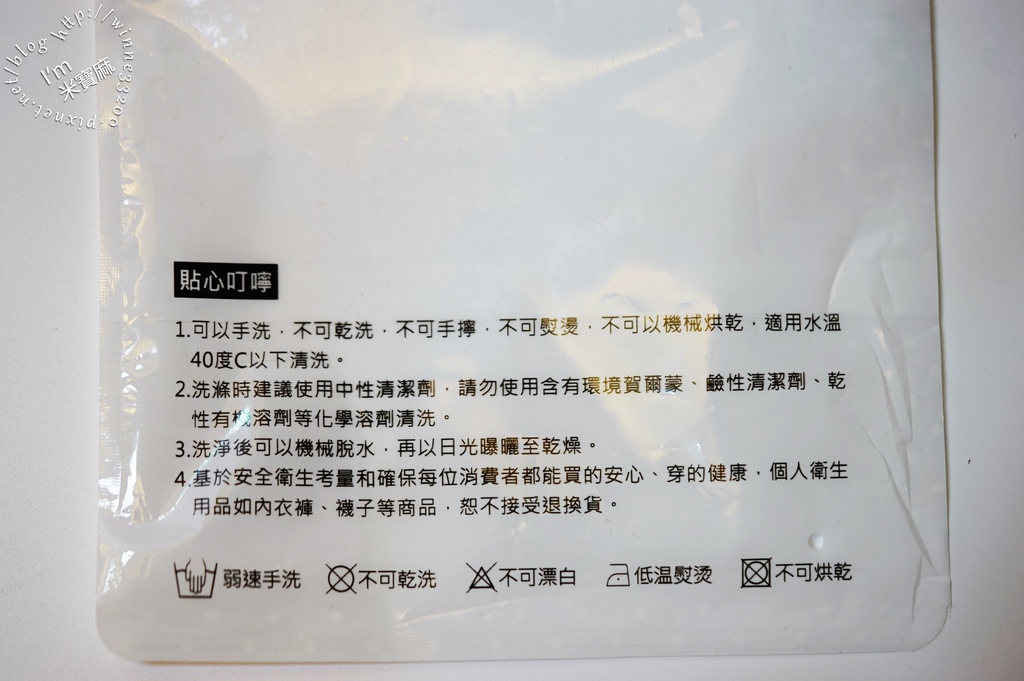 http://winne33200.pixnet.net/blog
I'm
米寶麻
貼心叮嚀
1.可以手洗，不可乾洗，不可手擰，不可熨燙，不可以機械烘乾，適用水溫
40度C以下清洗。
2.洗滌時建議使用中性清潔劑，請勿使用含有環境賀爾蒙、鹼性清潔劑、乾
性有機溶劑等化學溶劑清洗。
3.洗淨後可以機械脫水，再以日光曝曬至乾燥。
4.基於安全衛生考量和確保每位消費者都能買的安心、穿的健康，個人衛生
用品如內衣褲、襪子等商品，恕不接受退換貨。
弱速手洗 不可乾洗 不可漂白 低温熨烫 不可烘乾